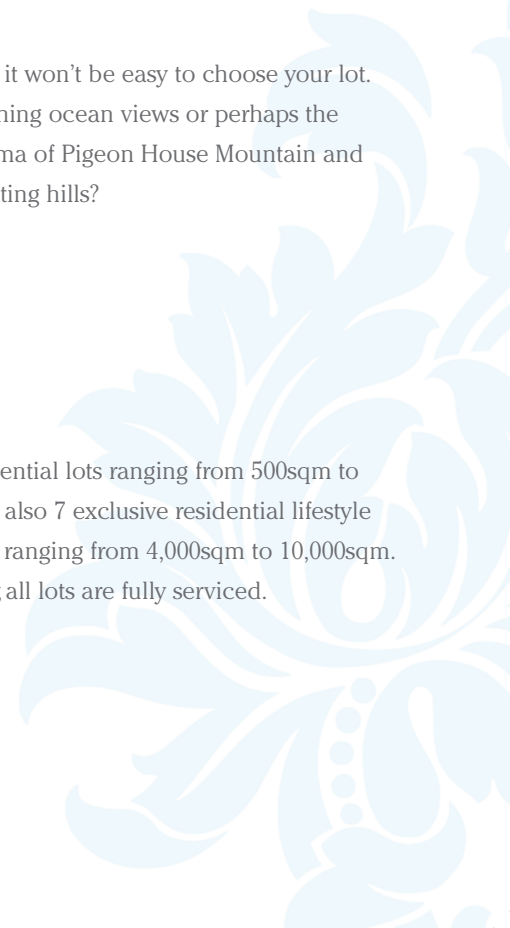 it won’t be easy to choose your lot.
ning ocean views or perhaps the
ma of Pigeon House Mountain and
ting hills?
ential lots ranging from 500sqm to
also 7 exclusive residential lifestyle
ranging from 4,000sqm to 10,000sqm.
all lots are fully serviced.